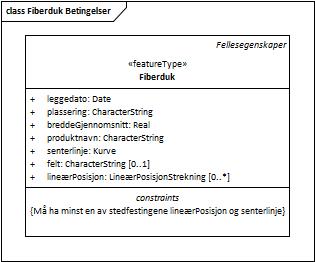 class Fiberduk Betingelser
Fellesegenskaper
«featureType»
Fiberduk
+ leggedato: Date
+ plassering: CharacterString
+ breddeGjennomsnitt: Real
+ produktnavn: CharacterString
+ senterlinje: Kurve
+ felt: CharacterString [0..1]
+ lineærPosisjon: LineærPosisjonStrekning [0..*]
constraints
{Må ha minst en av stedfestingene lineærPosisjon og senterlinje}